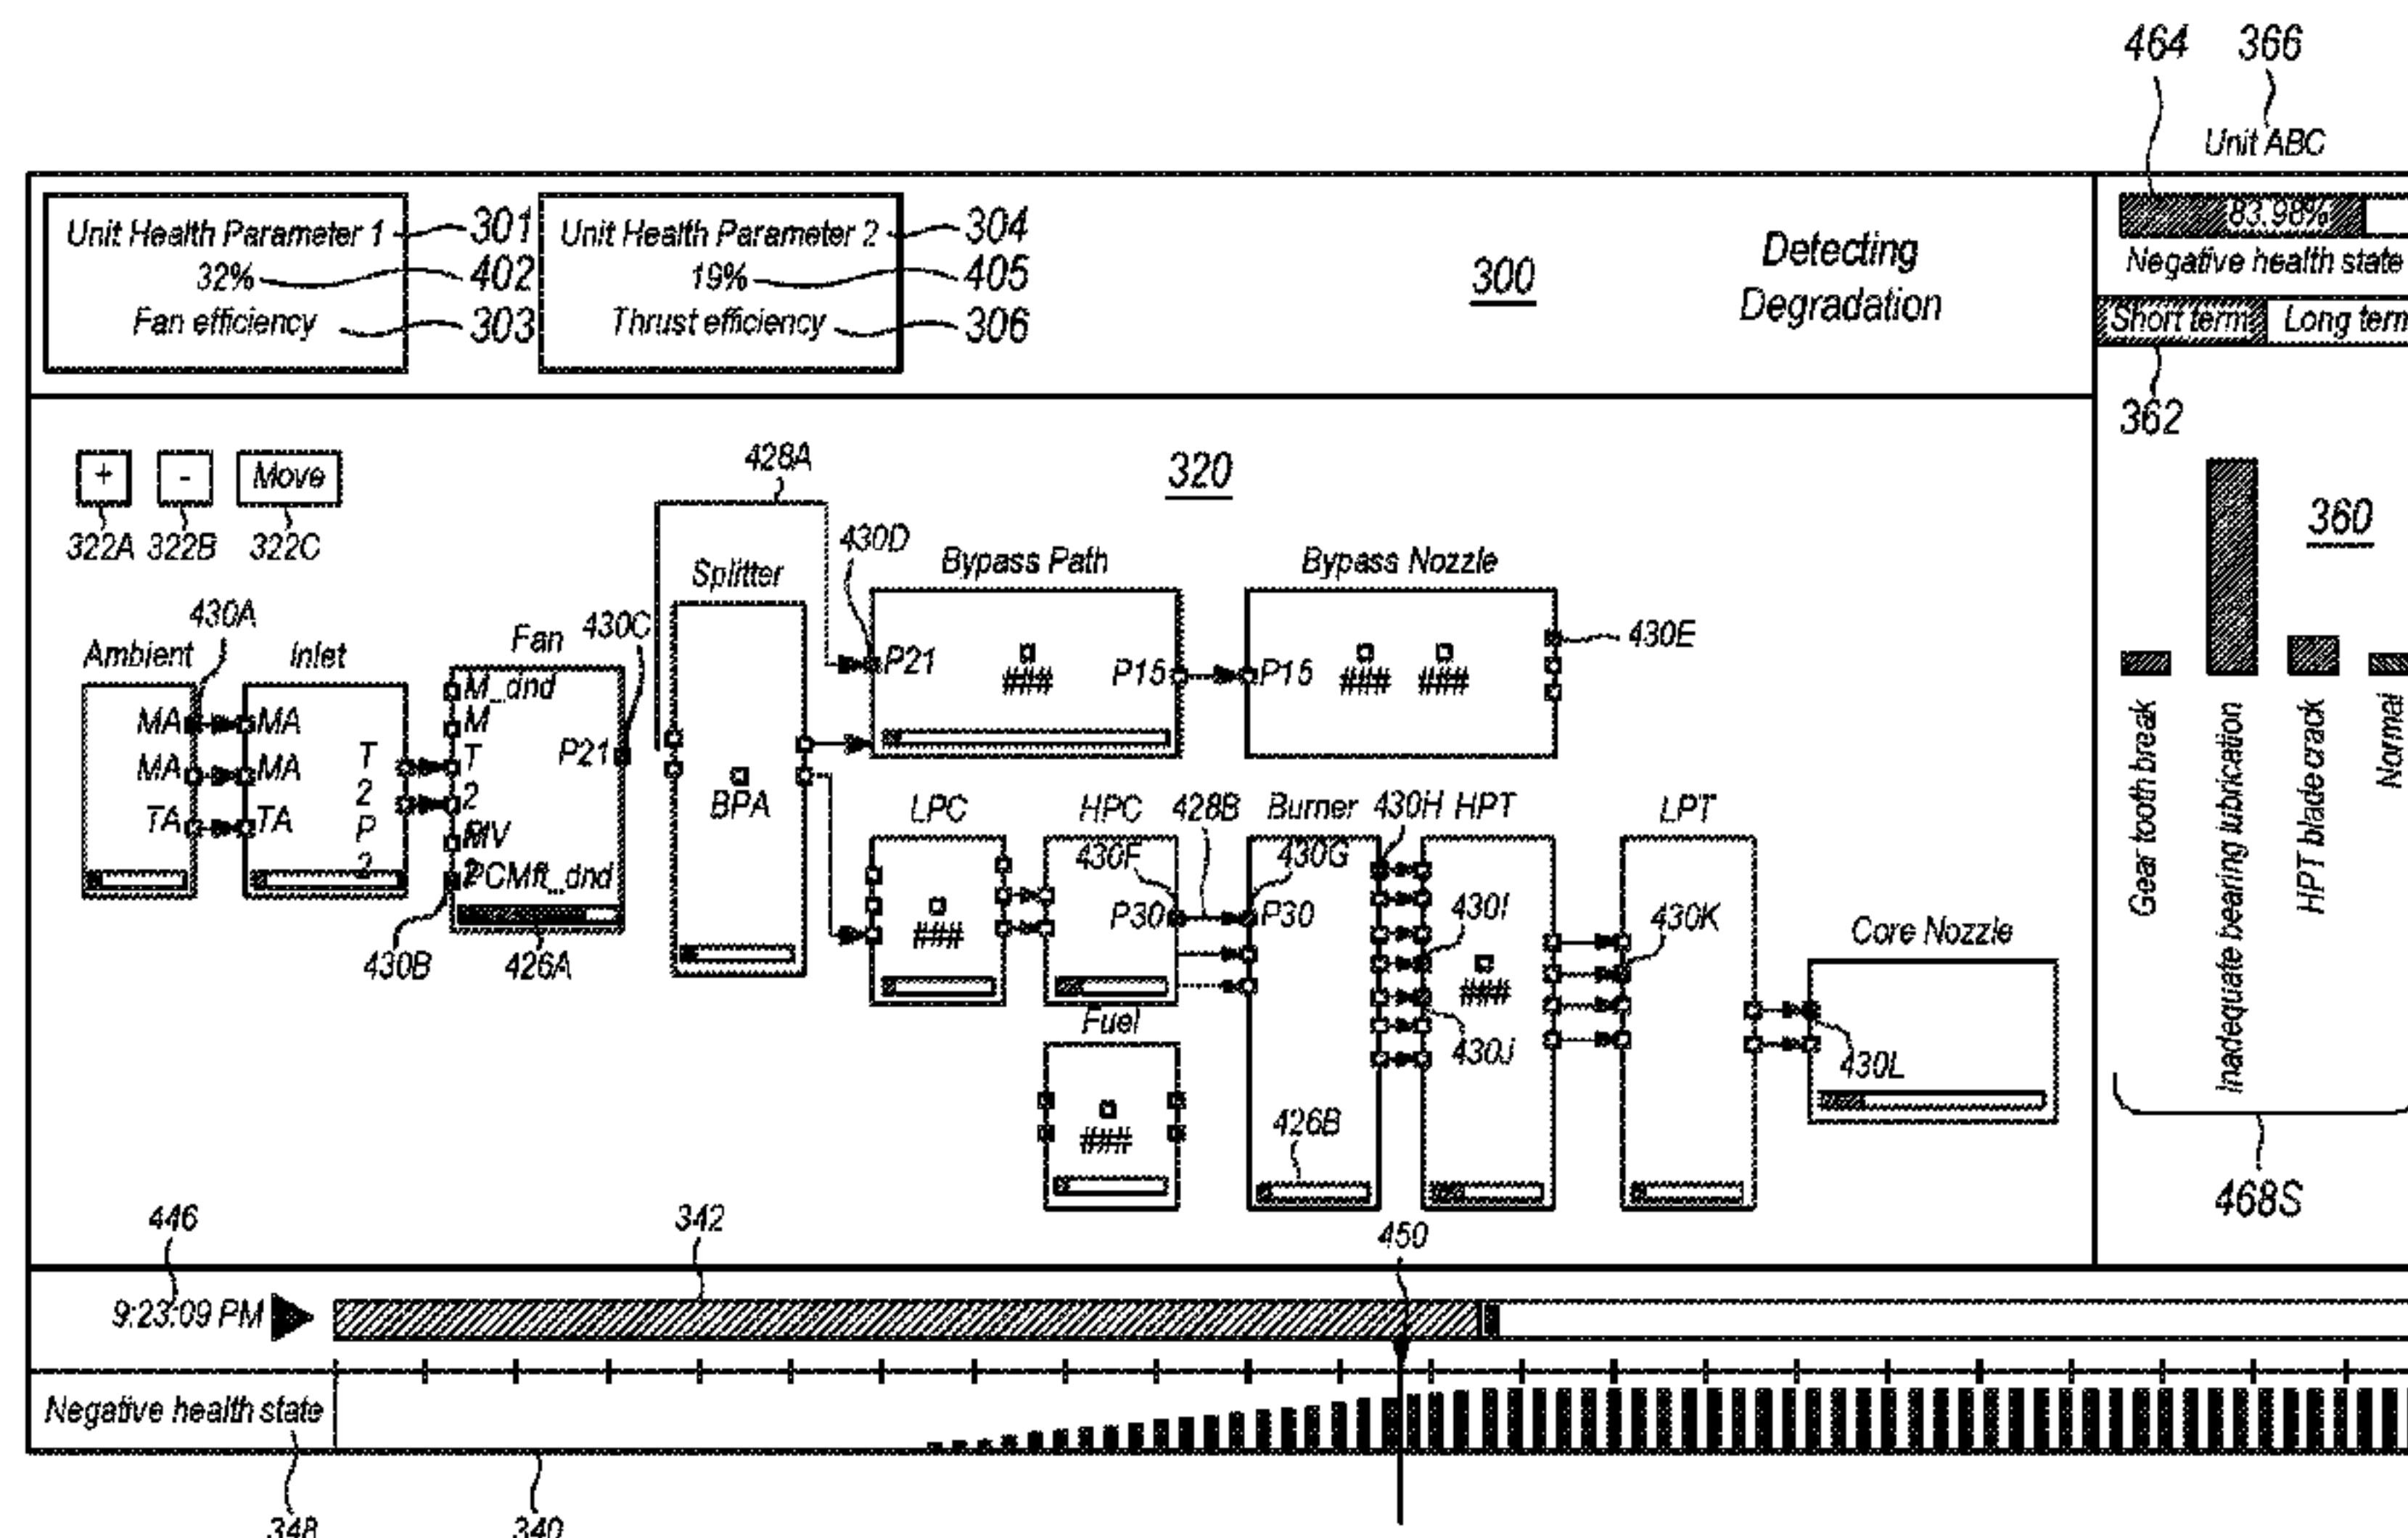 464 366
Unit ABC
Unit Health Parameter 1 301
32% 402
Fan efficiency 303
Unit Health Parameter 2 304
19% 405
Thrust efficiency 306
300
Detecting
Degradation
83.98%
Negative health state
Short term Long term
362
+ - Move
322A 322B 322C
428A
320
360
430D
Splitter
Bypass Path
Bypass Nozzle
430A
430C
430E
Ambient
Inlet
Fan
P21
###
P15
P15
### ###
M_dnd
M
MA MA
MA MA
TA TA
T
2
P
2
T
2
MV
PCMft_dnd
P21
BPA
430B
426A
LPC
HPC
428B
Burner
430H
HPT
LPT
430F
430G
###
P30
P30
430I
###
430J
430K
Core Nozzle
430L
Fuel
###
426B
Gear tooth break
Inadequate bearing lubrication
HPT blade crack
Normal
468S
446
342
450
9:23:09 PM
Negative health state
348
340